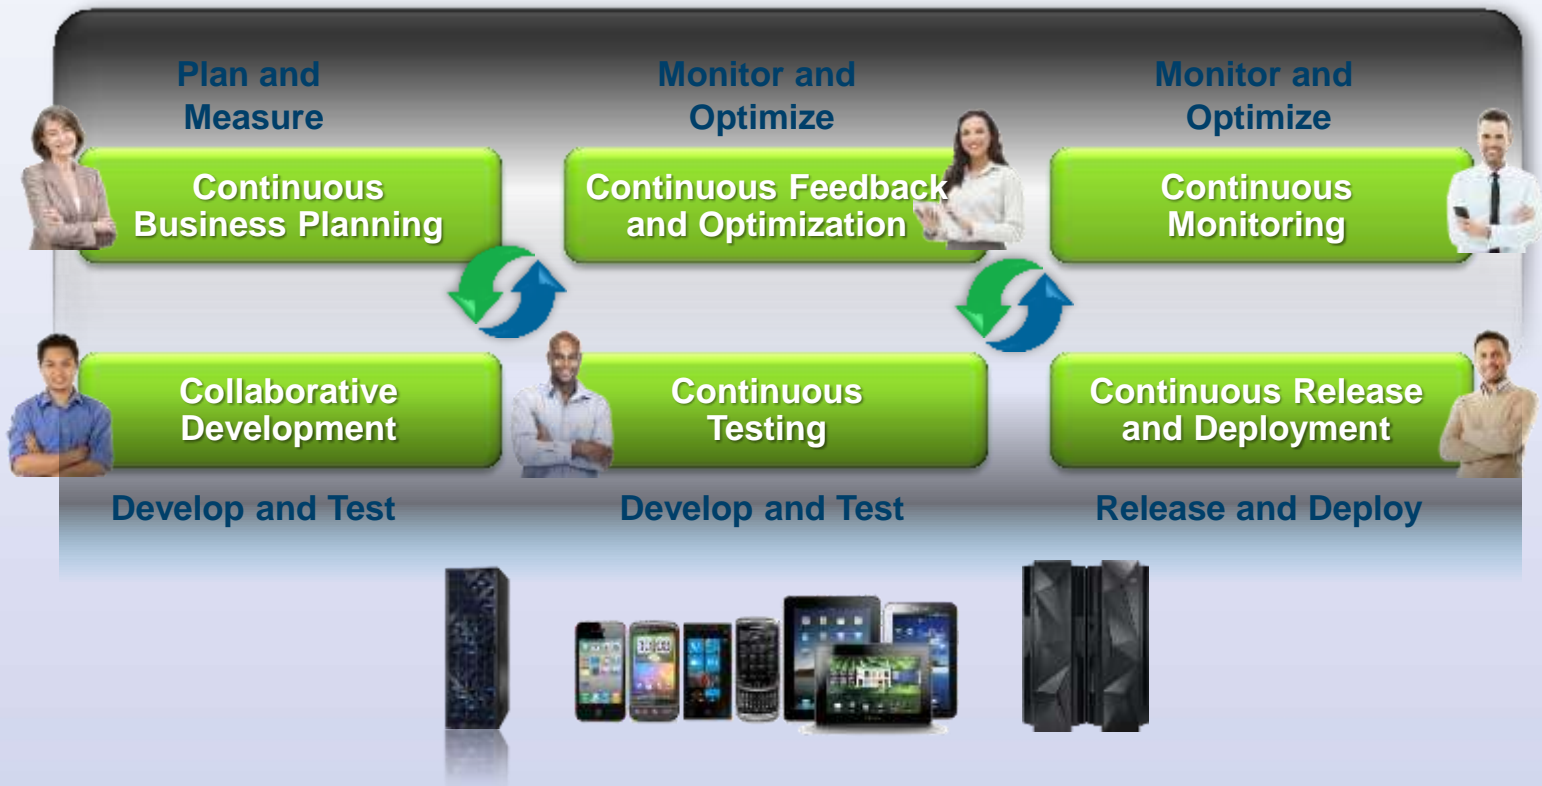 Plan and
Measure
Monitor and
Optimize
Monitor and
Optimize
Continuous
Business Planning
Continuous Feedback
and Optimization
Continuous
Monitoring
Collaborative
Development
Continuous
Testing
Continuous Release
and Deployment
Develop and Test
Develop and Test
Release and Deploy